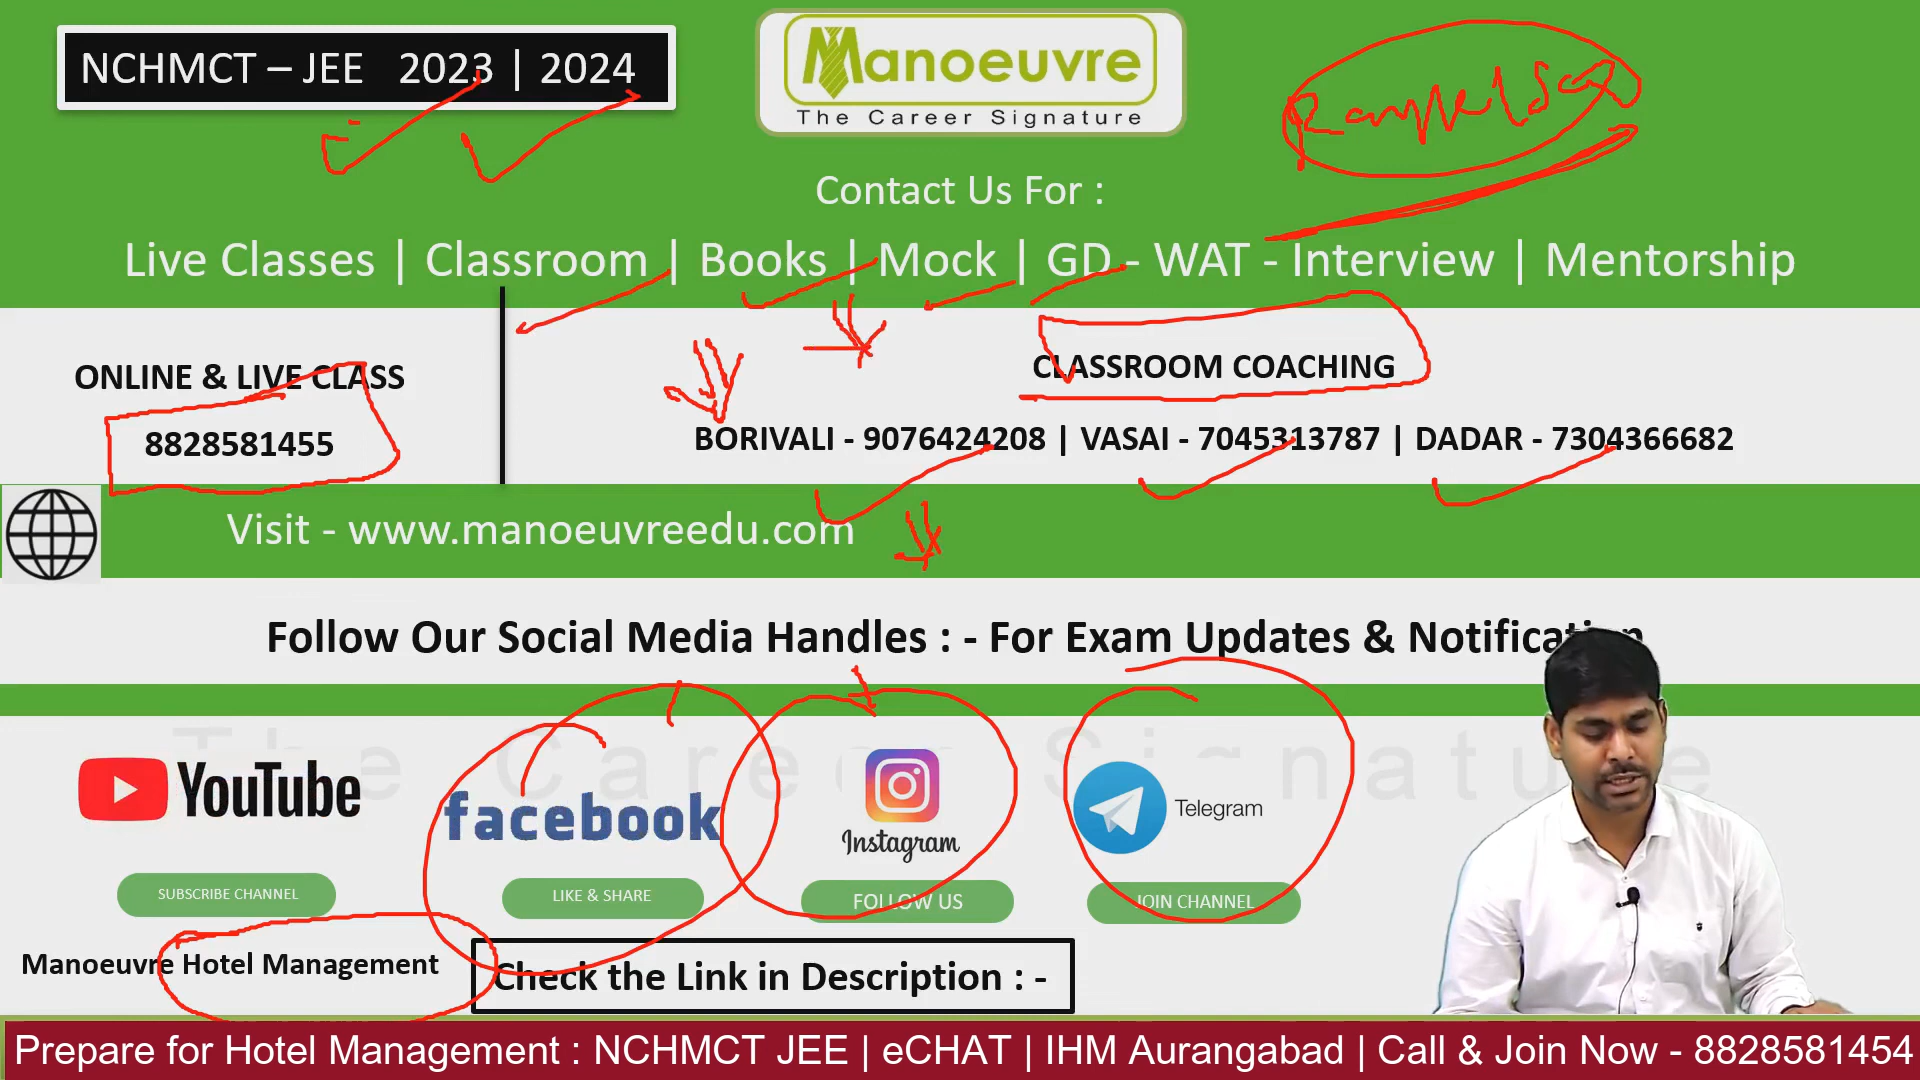 NCHMCT – JEE 2023 | 2024
Manoeuvre
The Career Signature
Contact Us For :
Live Classes | Classroom | Books | Mock | GD - WAT - Interview | Mentorship
ONLINE & LIVE CLASS
8828581455
CLASSROOM COACHING
BORIVALI - 9076424208 | VASAI - 7045313787 | DADAR - 7304366682
Visit - www.manoeuvreedu.com
Follow Our Social Media Handles : - For Exam Updates & Notification
The Career Signature
YouTube
facebook
Instagram
Telegram
SUBSCRIBE CHANNEL
LIKE & SHARE
FOLLOW US
JOIN CHANNEL
Manoeuvre Hotel Management
Check the Link in Description : -
Prepare for Hotel Management : NCHMCT JEE | eCHAT | IHM Aurangabad | Call & Join Now - 8828581454